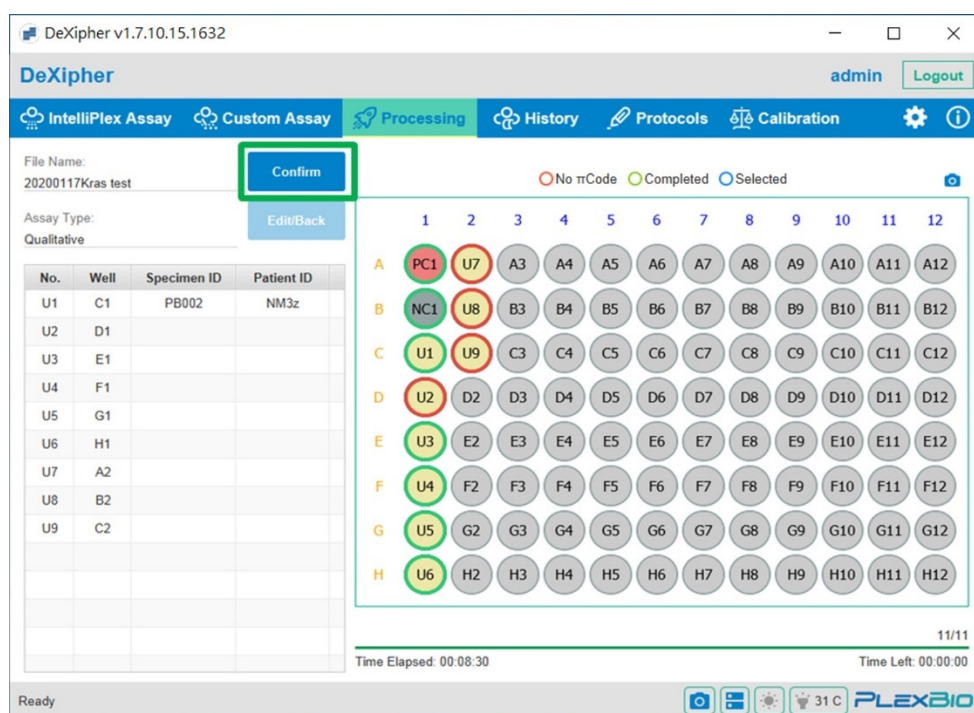 DeXipher v1.7.10.15.1632
DeXipher admin Logout
IntelliPlex Assay Custom Assay Processing History Protocols Calibration
File Name:
20200117Kras test
Confirm
Assay Type:
Qualitative
Edit/Back
No. Well Specimen ID Patient ID
U1 C1 PB002 NM3z
U2 D1
U3 E1
U4 F1
U5 G1
U6 H1
U7 A2
U8 B2
U9 C2
No πCode Completed Selected
1 2 3 4 5 6 7 8 9 10 11 12
A PC1 U7 A3 A4 A5 A6 A7 A8 A9 A10 A11 A12
B NC1 U8 B3 B4 B5 B6 B7 B8 B9 B10 B11 B12
C U1 U9 C3 C4 C5 C6 C7 C8 C9 C10 C11 C12
D U2 D2 D3 D4 D5 D6 D7 D8 D9 D10 D11 D12
E U3 E2 E3 E4 E5 E6 E7 E8 E9 E10 E11 E12
F U4 F2 F3 F4 F5 F6 F7 F8 F9 F10 F11 F12
G U5 G2 G3 G4 G5 G6 G7 G8 G9 G10 G11 G12
H U6 H2 H3 H4 H5 H6 H7 H8 H9 H10 H11 H12
11/11
Time Elapsed: 00:08:30 Time Left: 00:00:00
Ready 31 C PLEXBIO